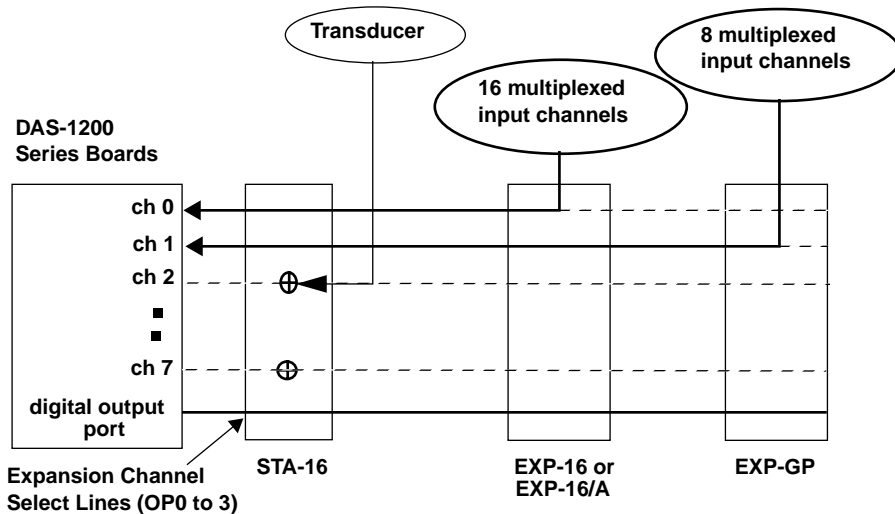 Transducer
16 multiplexed
input channels
8 multiplexed
input channels
DAS-1200
Series Boards
ch 0
ch 1
ch 2
ch 7
digital output
port
Expansion Channel
Select Lines (OP0 to 3)
STA-16
EXP-16 or
EXP-16/A
EXP-GP